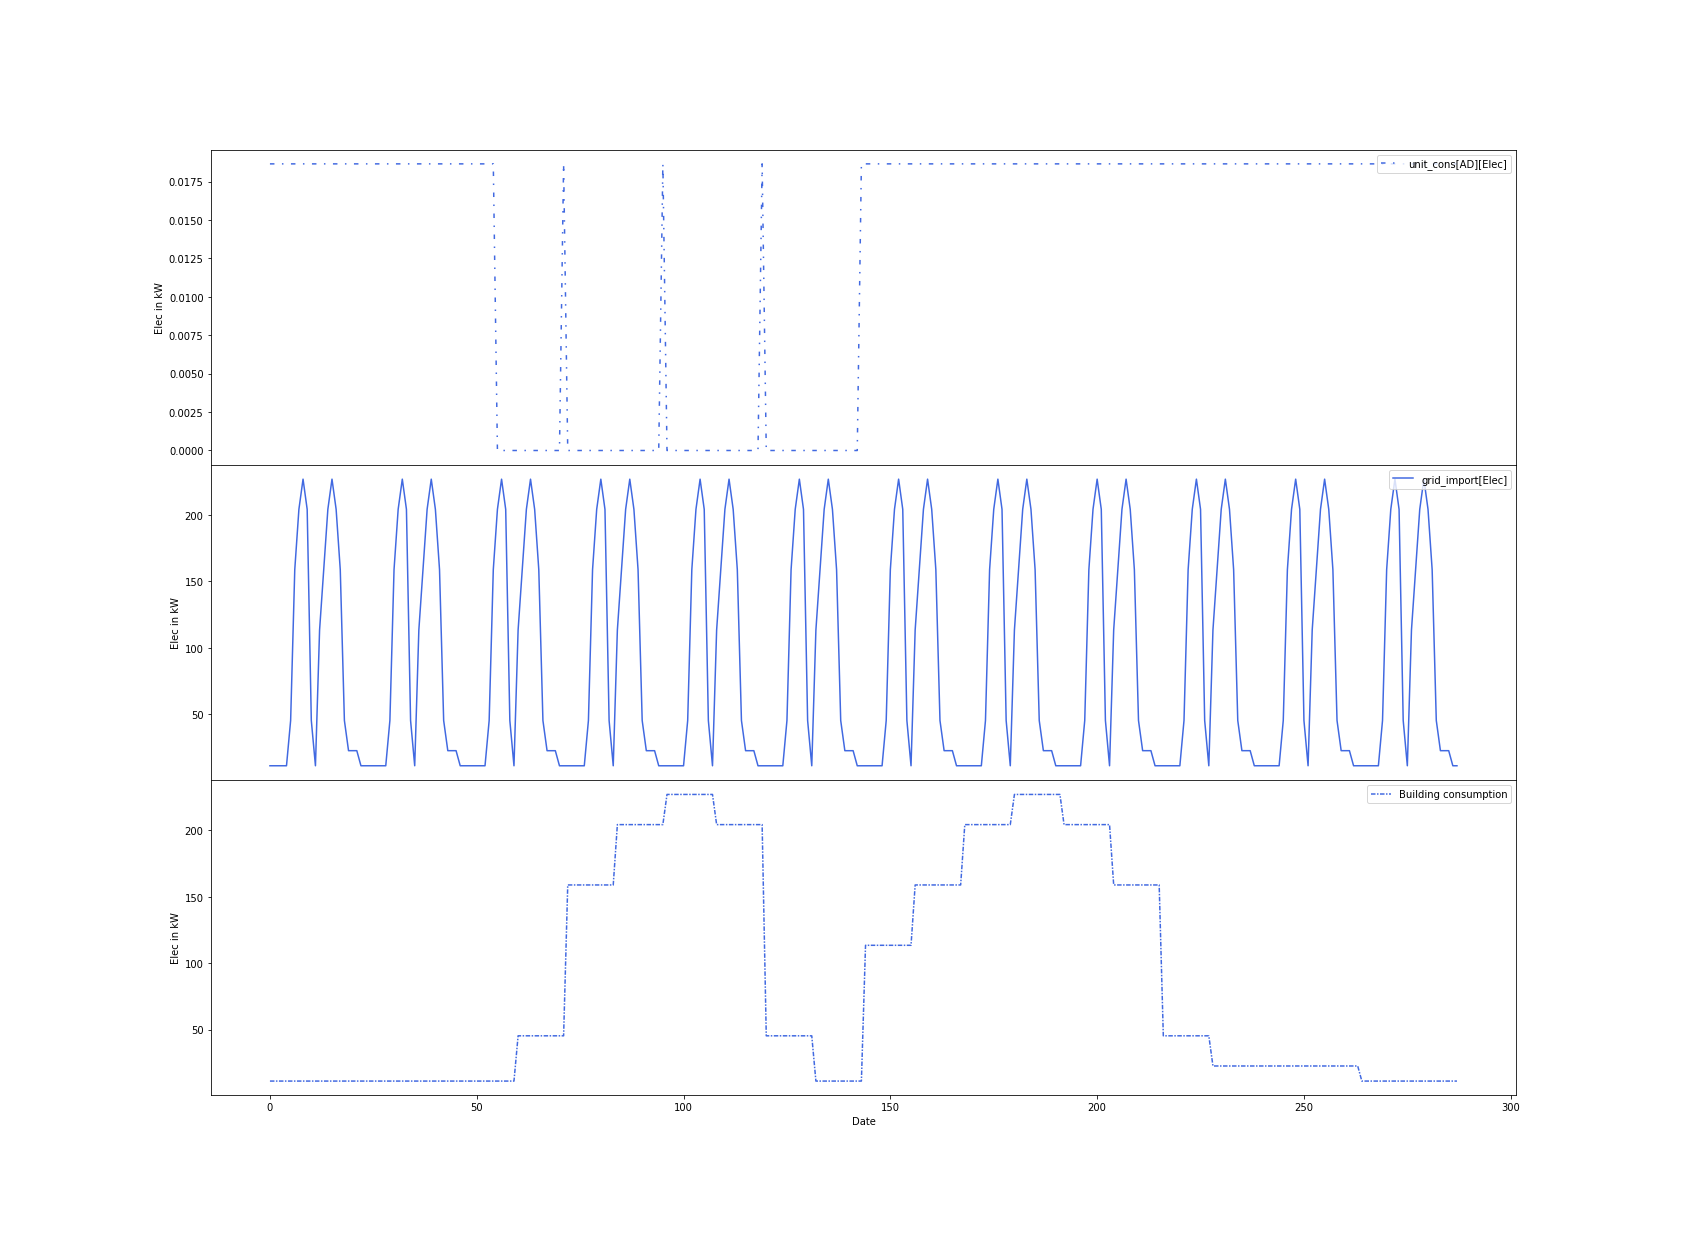 unit_cons[AD][Elec]
0.0175
0.0150
0.0125
0.0100
0.0075
0.0050
0.0025
0.0000
Elec in kW
grid_import[Elec]
200
150
100
50
Elec in kW
Building consumption
200
150
100
50
Elec in kW
0 50 100 150 200 250 300
Date